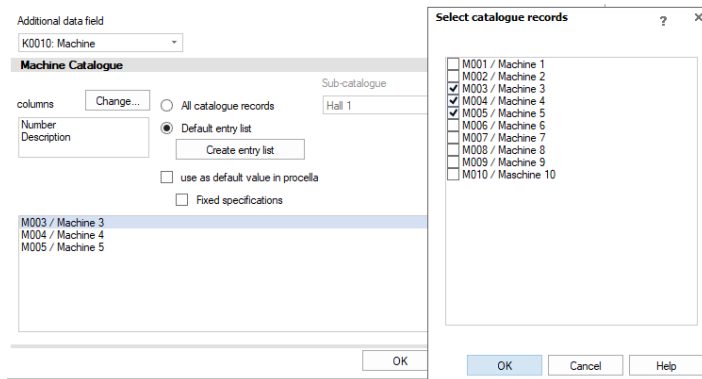 Additional data field
K0010: Machine
Machine Catalogue
Sub-catalogue
columns
Change...
All catalogue records
Hall 1
Number
Description
Default entry list
Create entry list
use as default value in procella
Fixed specifications
M003 / Machine 3
M004 / Machine 4
M005 / Machine 5
OK
Select catalogue records
?
M001 / Machine 1
M002 / Machine 2
M003 / Machine 3
M004 / Machine 4
M005 / Machine 5
M006 / Machine 6
M007 / Machine 7
M008 / Machine 8
M009 / Machine 9
M010 / Maschine 10
OK
Cancel
Help